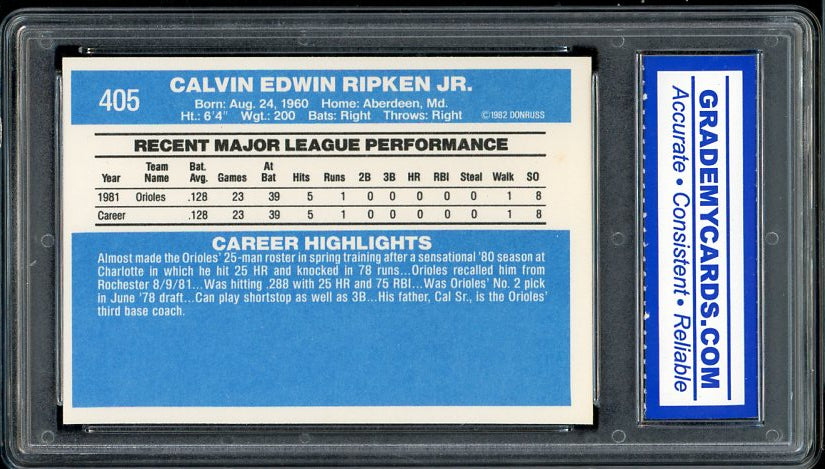 405
CALVIN EDWIN RIPKEN JR.
Born: Aug. 24, 1960 Home: Aberdeen, Md.
Ht.: 6'4" Wgt.: 200 Bats: Right Throws: Right ©1982 DONRUSS
RECENT MAJOR LEAGUE PERFORMANCE
Year Team Name Bat. Avg. Games At Bat Hits Runs 2B 3B HR RBI Steal Walk SO
1981 Orioles .128 23 39 5 1 0 0 0 0 0 1 8
Career .128 23 39 5 1 0 0 0 0 0 1 8
CAREER HIGHLIGHTS
Almost made the Orioles' 25-man roster in spring training after a sensational '80 season at
Charlotte in which he hit 25 HR and knocked in 78 runs...Orioles recalled him from
Rochester 8/9/81...Was hitting .288 with 25 HR and 75 RBI...Was Orioles' No. 2 pick
in June '78 draft...Can play shortstop as well as 3B...His father, Cal Sr., is the Orioles'
third base coach.
GRADEMYCARDS.COM
Accurate • Consistent • Reliable